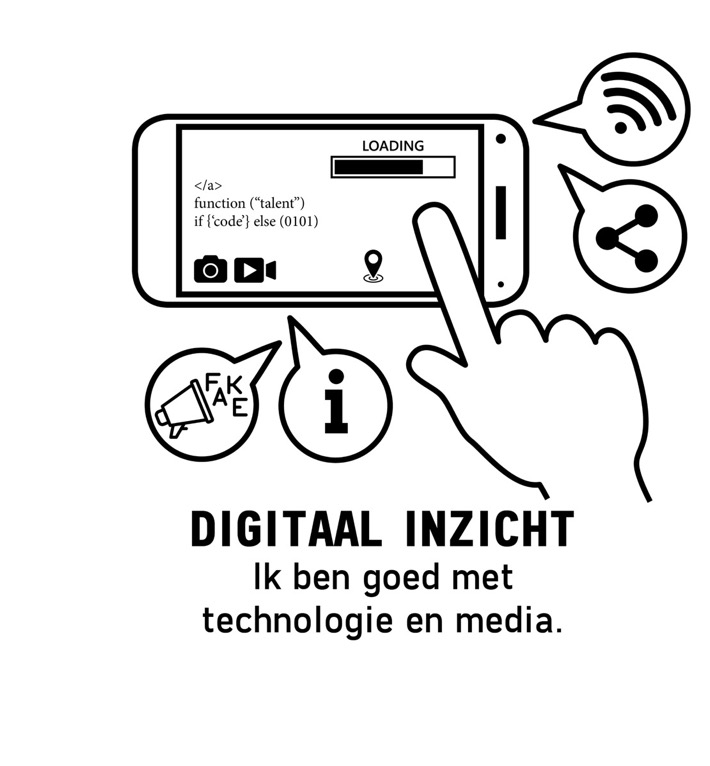 LOADING
</a>
function (“talent”)
if {‘code’} else (0101)
FAKE
i
DIGITAAL INZICHT
Ik ben goed met
technologie en media.